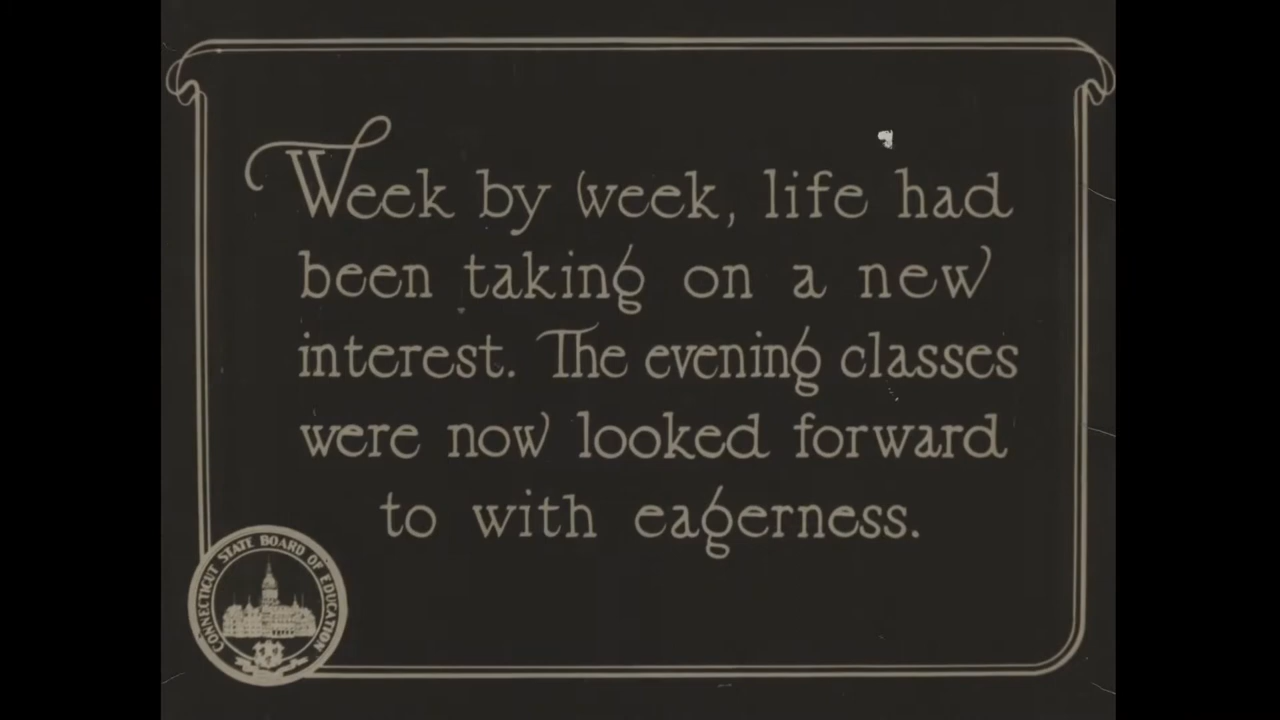 Week by week, life had
been taking on a new
interest. The evening classes
were now looked forward
to with eagerness.
CONNECTICUT STATE BOARD OF EDUCATION